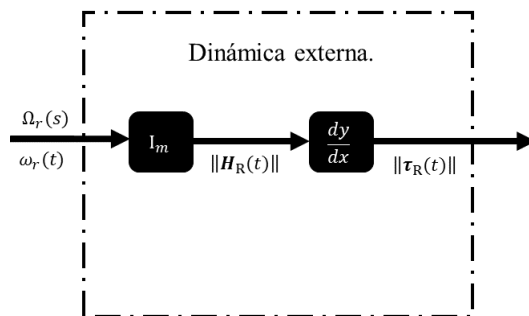 Dinámica externa.
Ω_r(s)
ω_r(t)
I_m
‖H_R(t)‖
dy
dx
‖τ_R(t)‖